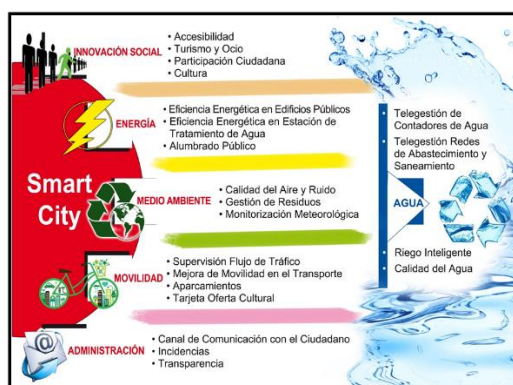 INNOVACIÓN SOCIAL
• Accesibilidad
• Turismo y Ocio
• Participación Ciudadana
• Cultura
ENERGÍA
• Eficiencia Energética en Edificios Públicos
• Eficiencia Energética en Estación de
Tratamiento de Agua
• Alumbrado Público
Smart
City
MEDIO AMBIENTE
• Calidad del Aire y Ruido
• Gestión de Residuos
• Monitorización Meteorológica
MOVILIDAD
• Supervisión Flujo de Tráfico
• Mejora de Movilidad en el Transporte
• Aparcamientos
• Tarjeta Oferta Cultural
@
ADMINISTRACIÓN
• Canal de Comunicación con el Ciudadano
• Incidencias
• Transparencia
AGUA
• Telegestión de
Contadores de Agua
• Telegestión Redes
de Abastecimiento y
Saneamiento
• Riego Inteligente
• Calidad del Agua